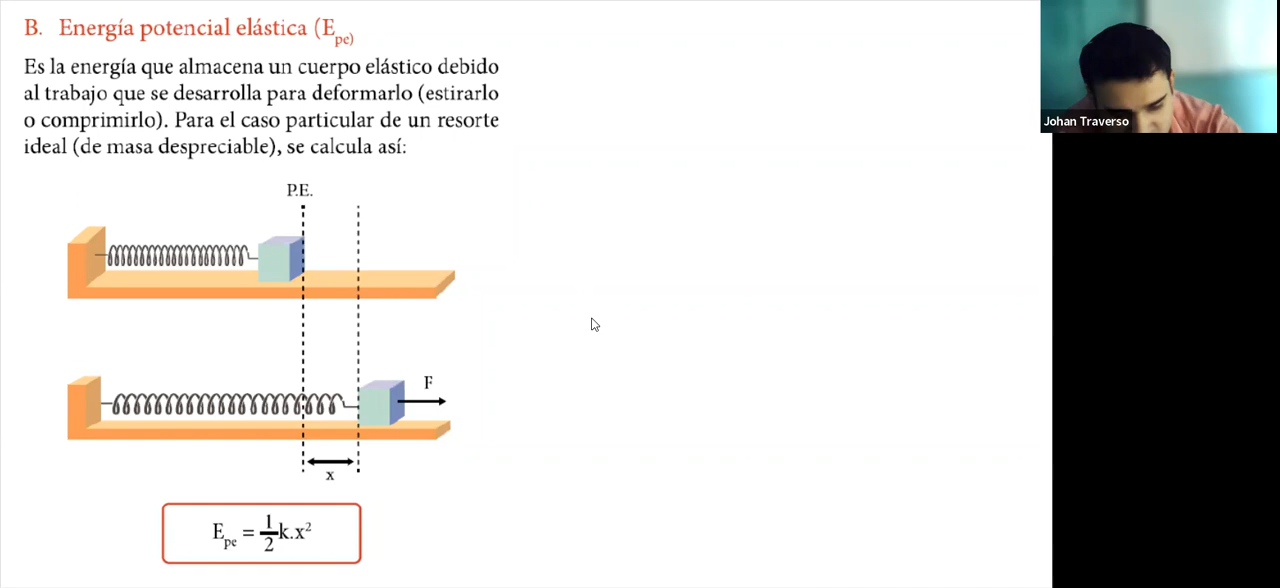 B. Energía potencial elástica (E_pe)
Es la energía que almacena un cuerpo elástico debido
al trabajo que se desarrolla para deformarlo (estirarlo
o comprimirlo). Para el caso particular de un resorte
ideal (de masa despreciable), se calcula así:
P.E.
F
x
E_pe = 1/2 k.x²
Johan Traverso